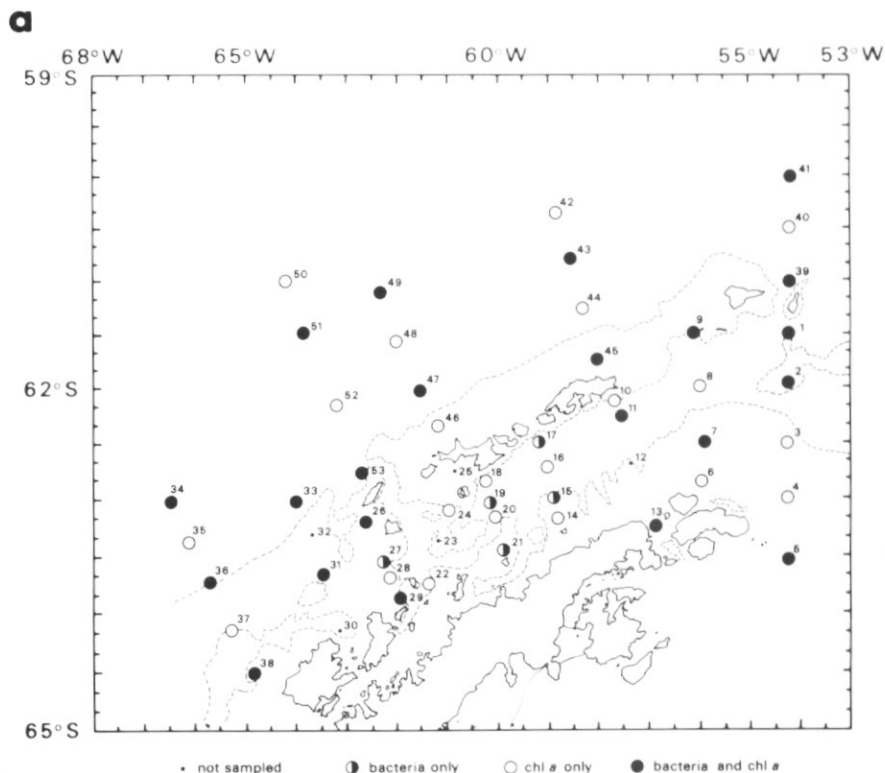 a
68°W 65°W 60°W 55°W 53°W
59°S
41
42
40
43
50 39
49
44
51 9 1
48
45
62°S 47 8 2
52 10
46 11
17 7 3
53 25 18 16 12
34 33 19 15 6 4
24 20
26 14 13
35 32 23
21 5
27
31 28 22
36
29
37 30
38
65°S
• not sampled ◑ bacteria only ○ chl a only ● bacteria and chl a